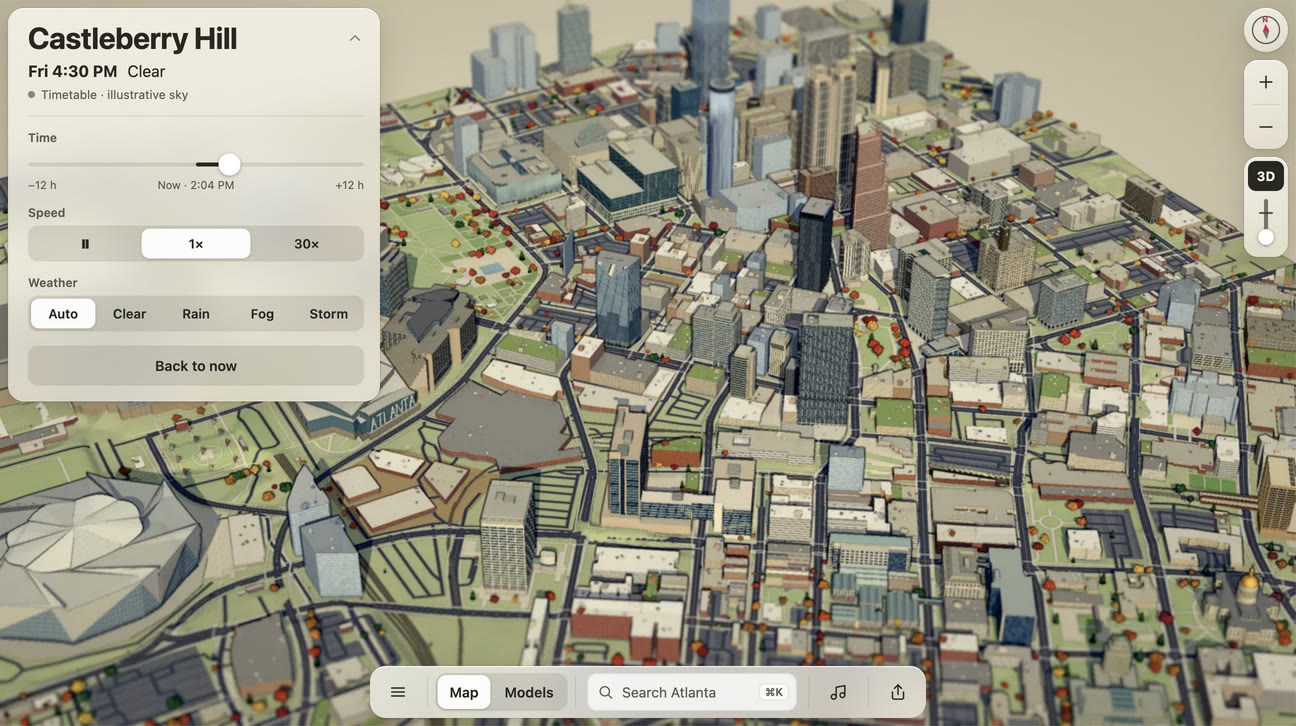 Castleberry Hill
Fri 4:30 PM Clear
Timetable · illustrative sky
Time
−12 h Now · 2:04 PM +12 h
Speed
1× 30×
Weather
Auto Clear Rain Fog Storm
Back to now
N
3D
ATLANTA
Map Models Search Atlanta ⌘K